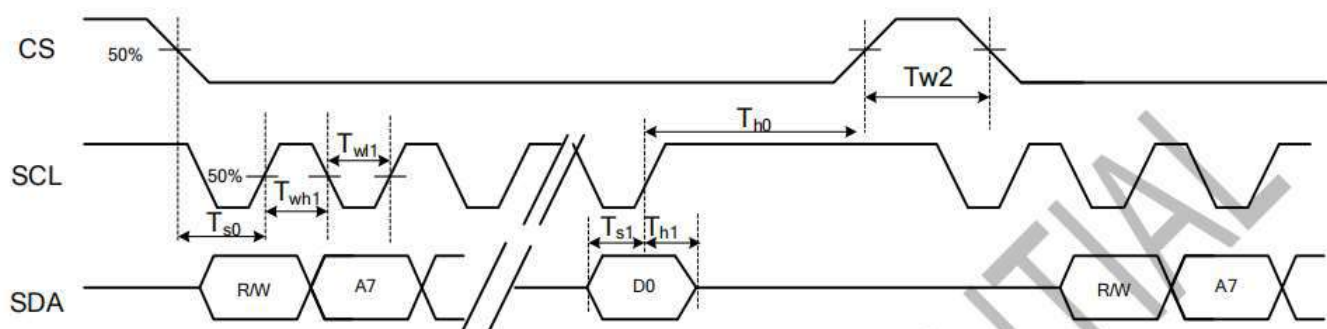 CS
50%
Tw2
Th0
SCL
50%
Twl1
Twh1
Ts0
Ts1
Th1
SDA
R/W
A7
D0
R/W
A7